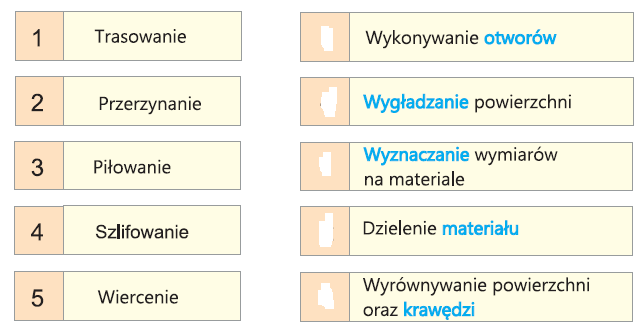 1 Trasowanie
Wykonywanie otworów
2 Przerzynanie
Wygładzanie powierzchni
3 Piłowanie
Wyznaczanie wymiarów
na materiale
4 Szlifowanie
Dzielenie materiału
5 Wiercenie
Wyrównywanie powierzchni
oraz krawędzi